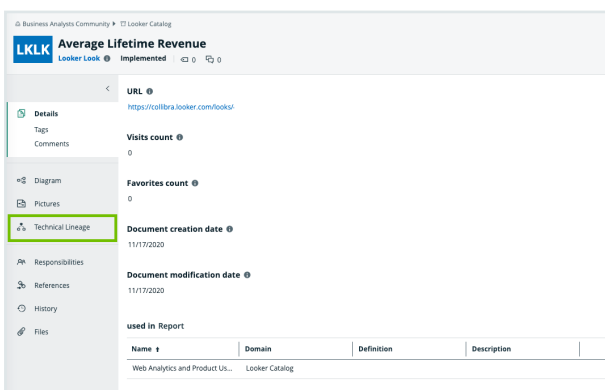 Business Analysts Community Looker Catalog
LKLK Average Lifetime Revenue
Looker Look Implemented 0 0
URL
https://collibra.looker.com/looks/
Details
Tags
Comments
Visits count
0
Diagram
Favorites count
Pictures
0
Technical Lineage
Document creation date
11/17/2020
Responsibilities
Document modification date
References
11/17/2020
History
used in Report
Files
Name Domain Definition Description
Web Analytics and Product Us... Looker Catalog